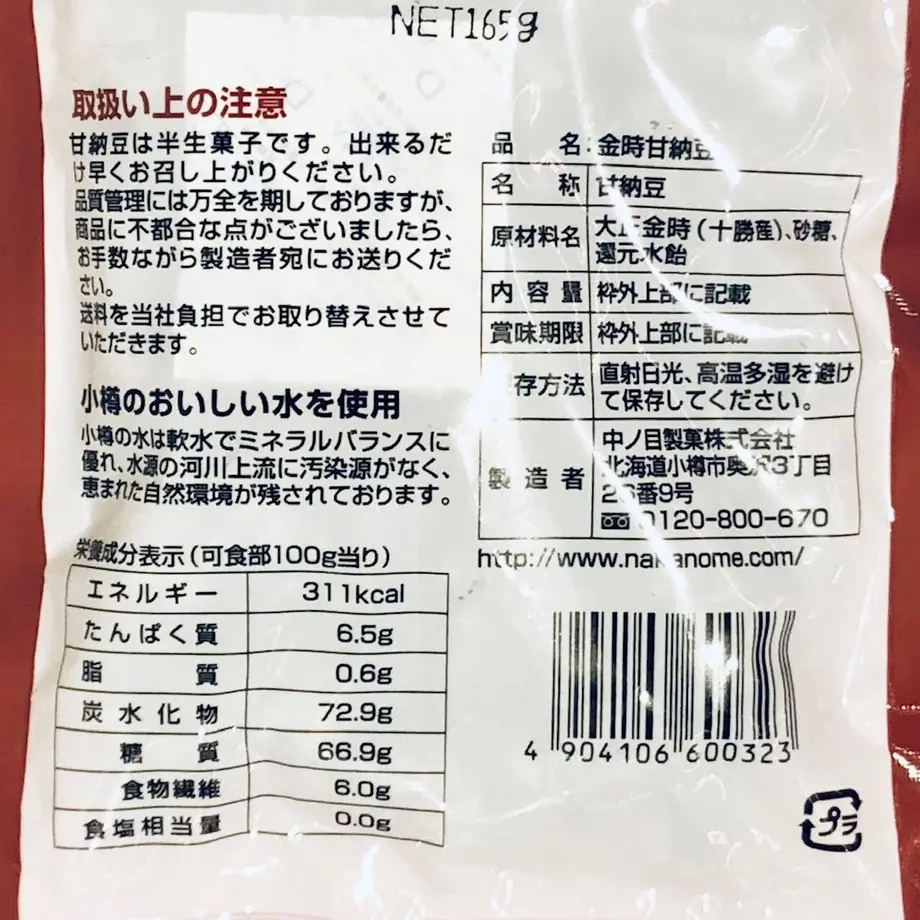 NET165g
取扱い上の注意
甘納豆は半生菓子です。出来るだ
け早くお召し上がりください。
品質管理には万全を期しておりますが、
商品に不都合な点がございましたら、
お手数ながら製造者宛にお送りくだ
さい。
送料を当社負担でお取り替えさせて
いただきます。
小樽のおいしい水を使用
小樽の水は軟水でミネラルバランスに
優れ、水源の河川上流に汚染源がなく、
恵まれた自然環境が残されております。
栄養成分表示(可食部100g当り)
エネルギー 311kcal
たんぱく質 6.5g
脂質 0.6g
炭水化物 72.9g
糖質 66.9g
食物繊維 6.0g
食塩相当量 0.0g
品名:金時甘納豆
名称 甘納豆
原材料名 大正金時(十勝産)、砂糖、
還元水飴
内容量 枠外上部に記載
賞味期限 枠外上部に記載
存方法 直射日光、高温多湿を避け
て保存してください。
製造者 中ノ目製菓株式会社
北海道小樽市奥沢3丁目
26番9号
0120-800-670
http://www.nakanome.com/
4 904106 600323
プラ